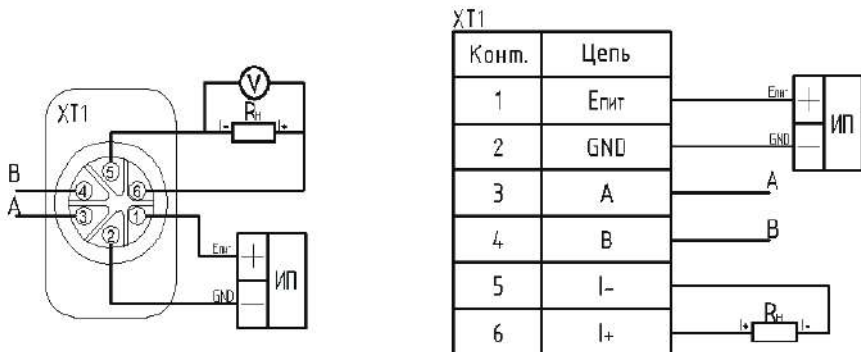 XT1
V
Rн
I- I+
5
B
4
6
A
3
1
2
Eпит
+
GND
−
ИП
XT1
Конт. Цепь
1 Eпит
2 GND
3 A
4 B
5 I-
6 I+
Eпит
+
GND
−
ИП
A
B
Rн
I+ I-